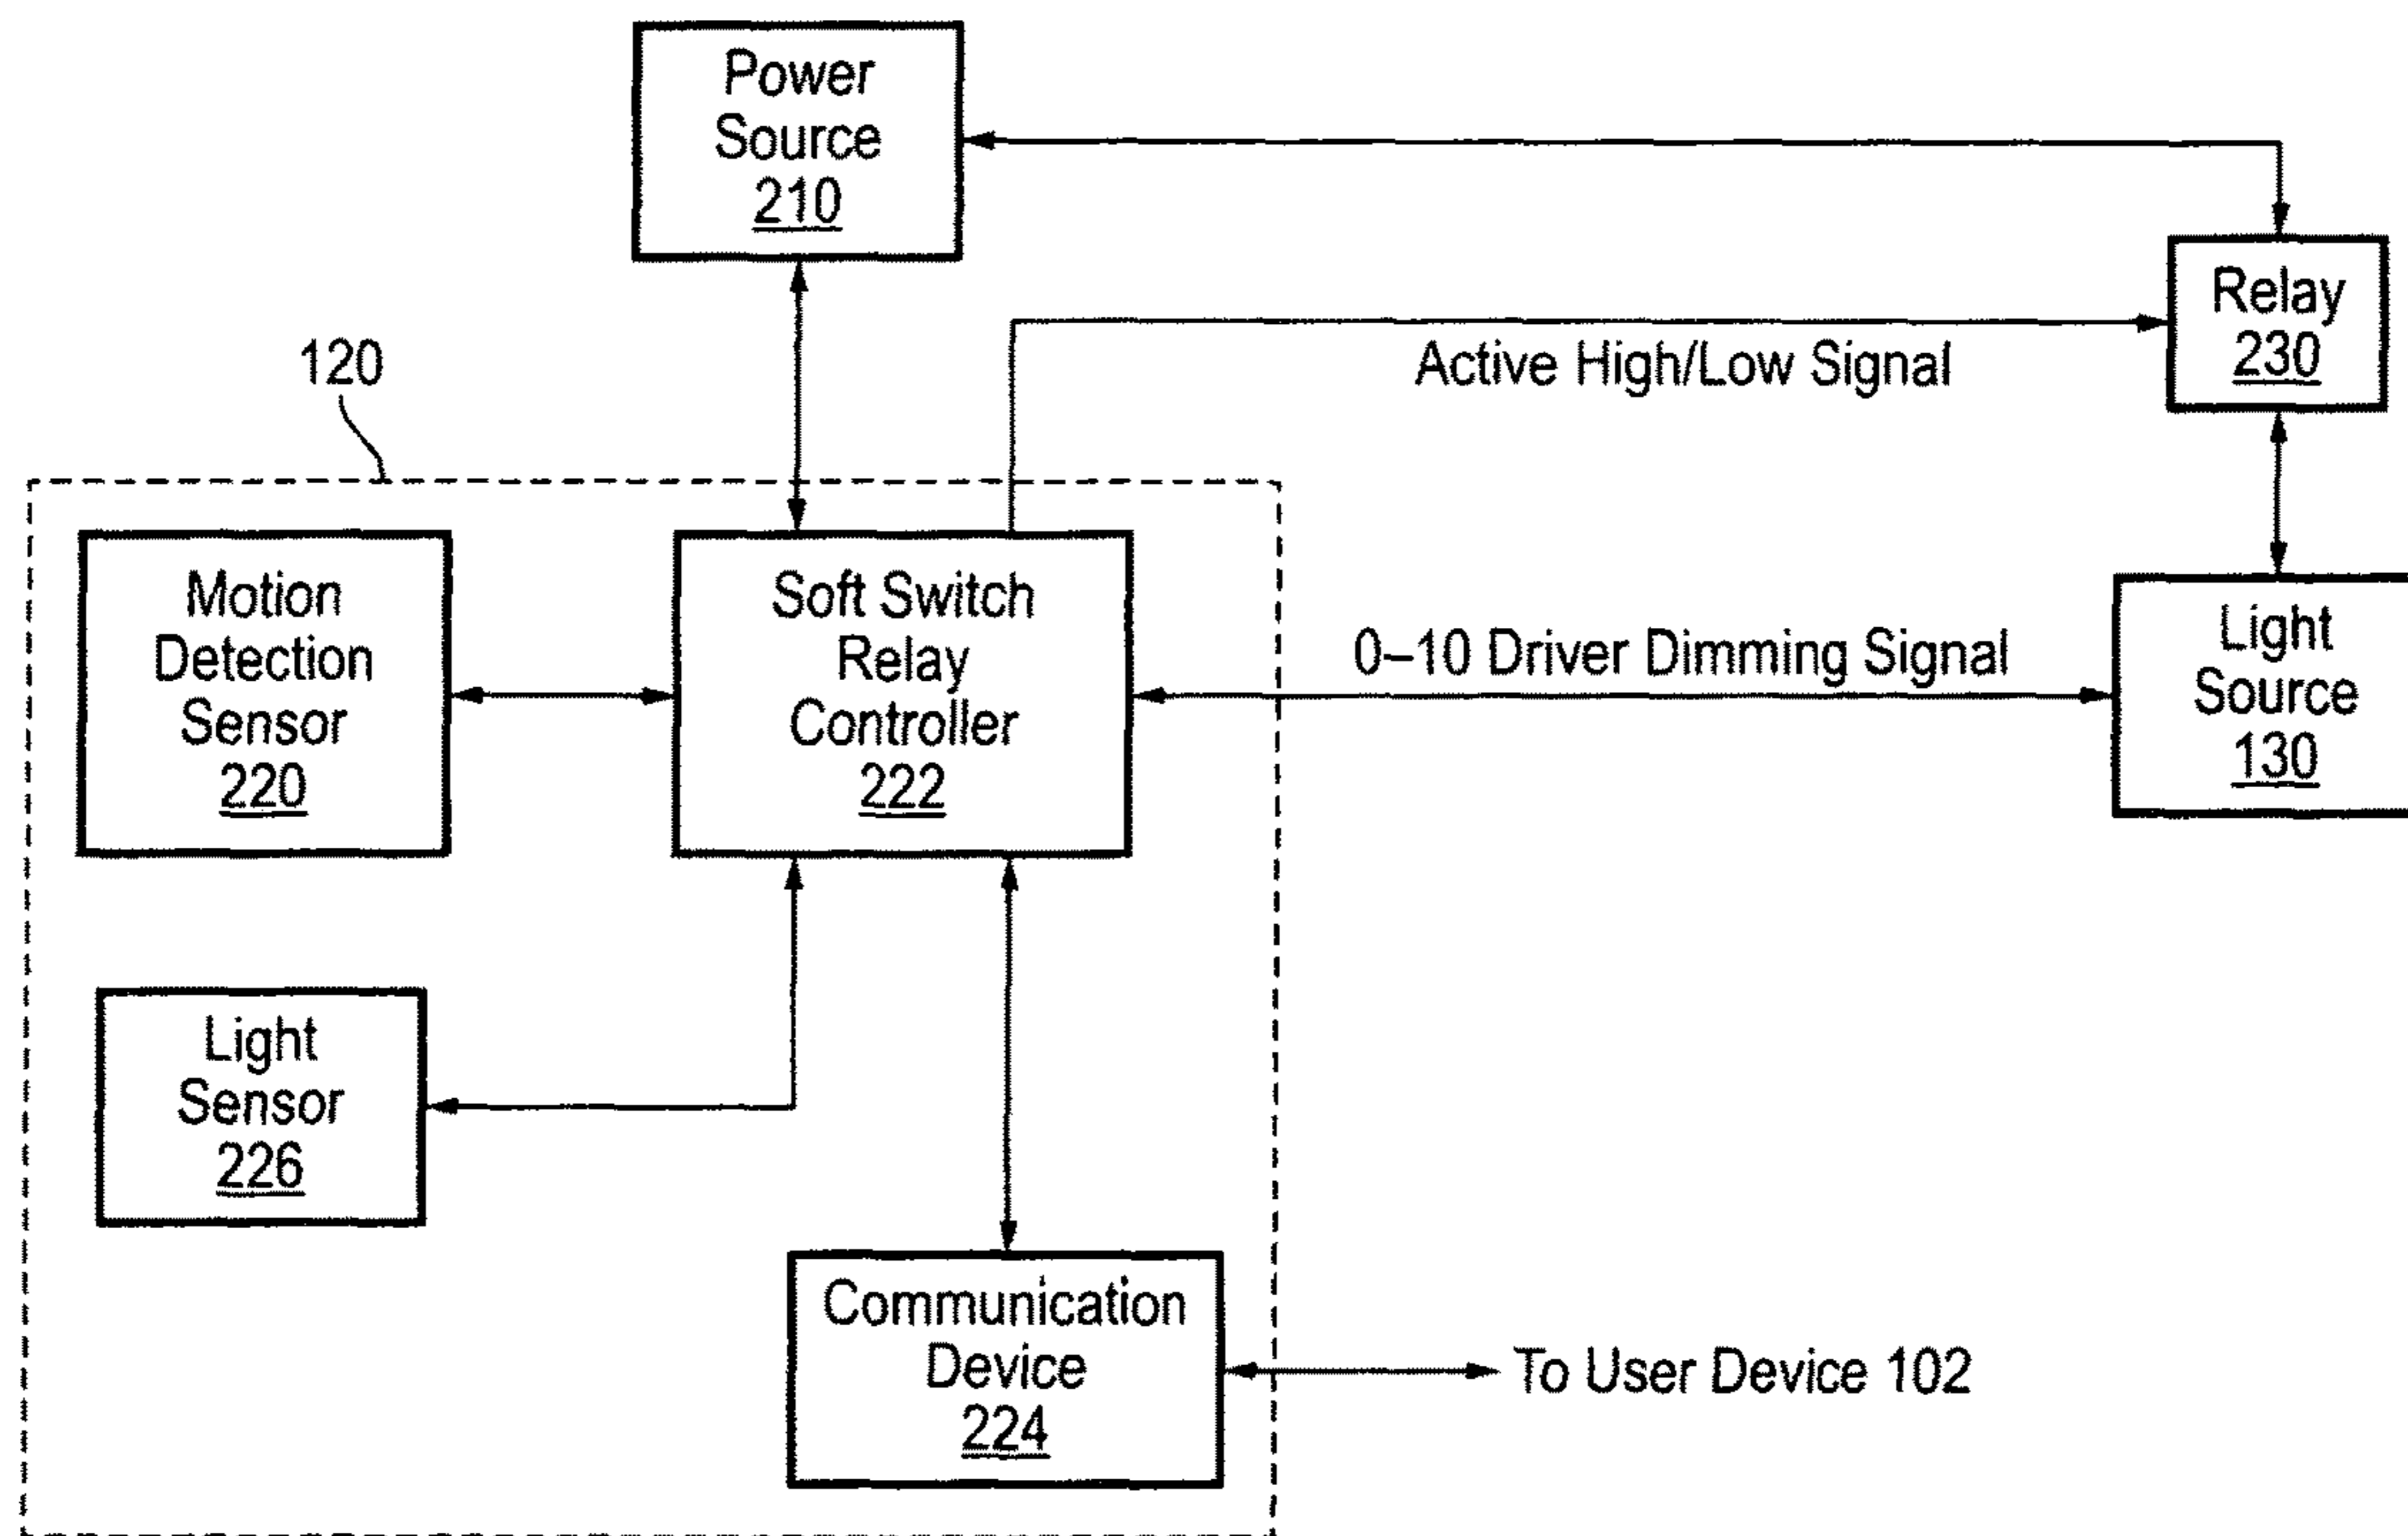 Power
Source
210
Relay
230
Active High/Low Signal
120
Motion
Detection
Sensor
220
Soft Switch
Relay
Controller
222
0–10 Driver Dimming Signal
Light
Source
130
Light
Sensor
226
Communication
Device
224
To User Device 102